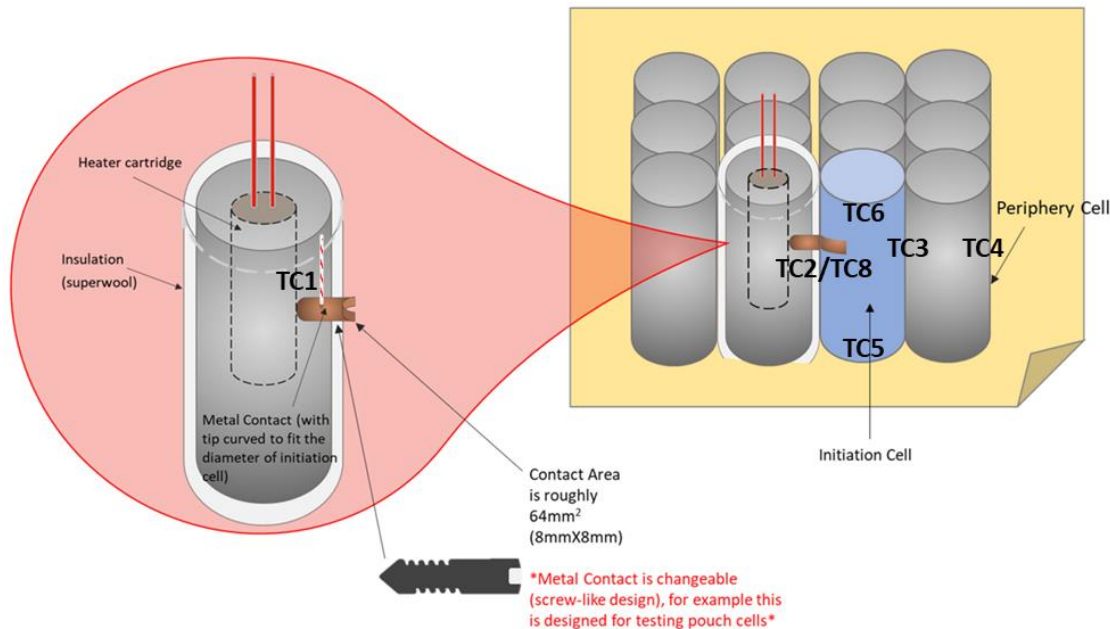 Heater cartridge
Insulation
(superwool)
TC1
Metal Contact (with
tip curved to fit the
diameter of initiation
cell)
Contact Area
is roughly
64mm²
(8mmX8mm)
*Metal Contact is changeable
(screw-like design), for example this
is designed for testing pouch cells*
TC6
TC2/TC8
TC3
TC4
TC5
Periphery Cell
Initiation Cell